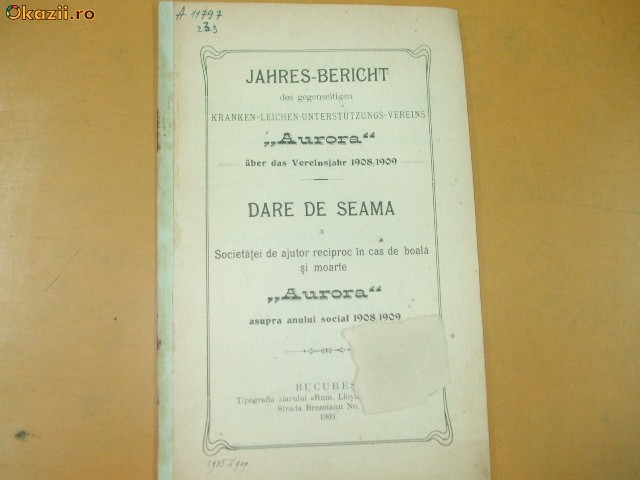 Okazii.ro
A 11797
233
JAHRES-BERICHT
des gegenseitigen
KRANKEN-LEICHEN-UNTERSTÜTZUNGS-VEREINS
„Aurora“
über das Vereinsjahr 1908/1909
DARE DE SEAMA
a
Societăţei de ajutor reciproc în cas de boală
şi moarte
„Aurora“
asupra anului social 1908/1909
BUCURES
Tipografia ziarului «Rum. Lloyd
Strada Brezoianu No.
1909